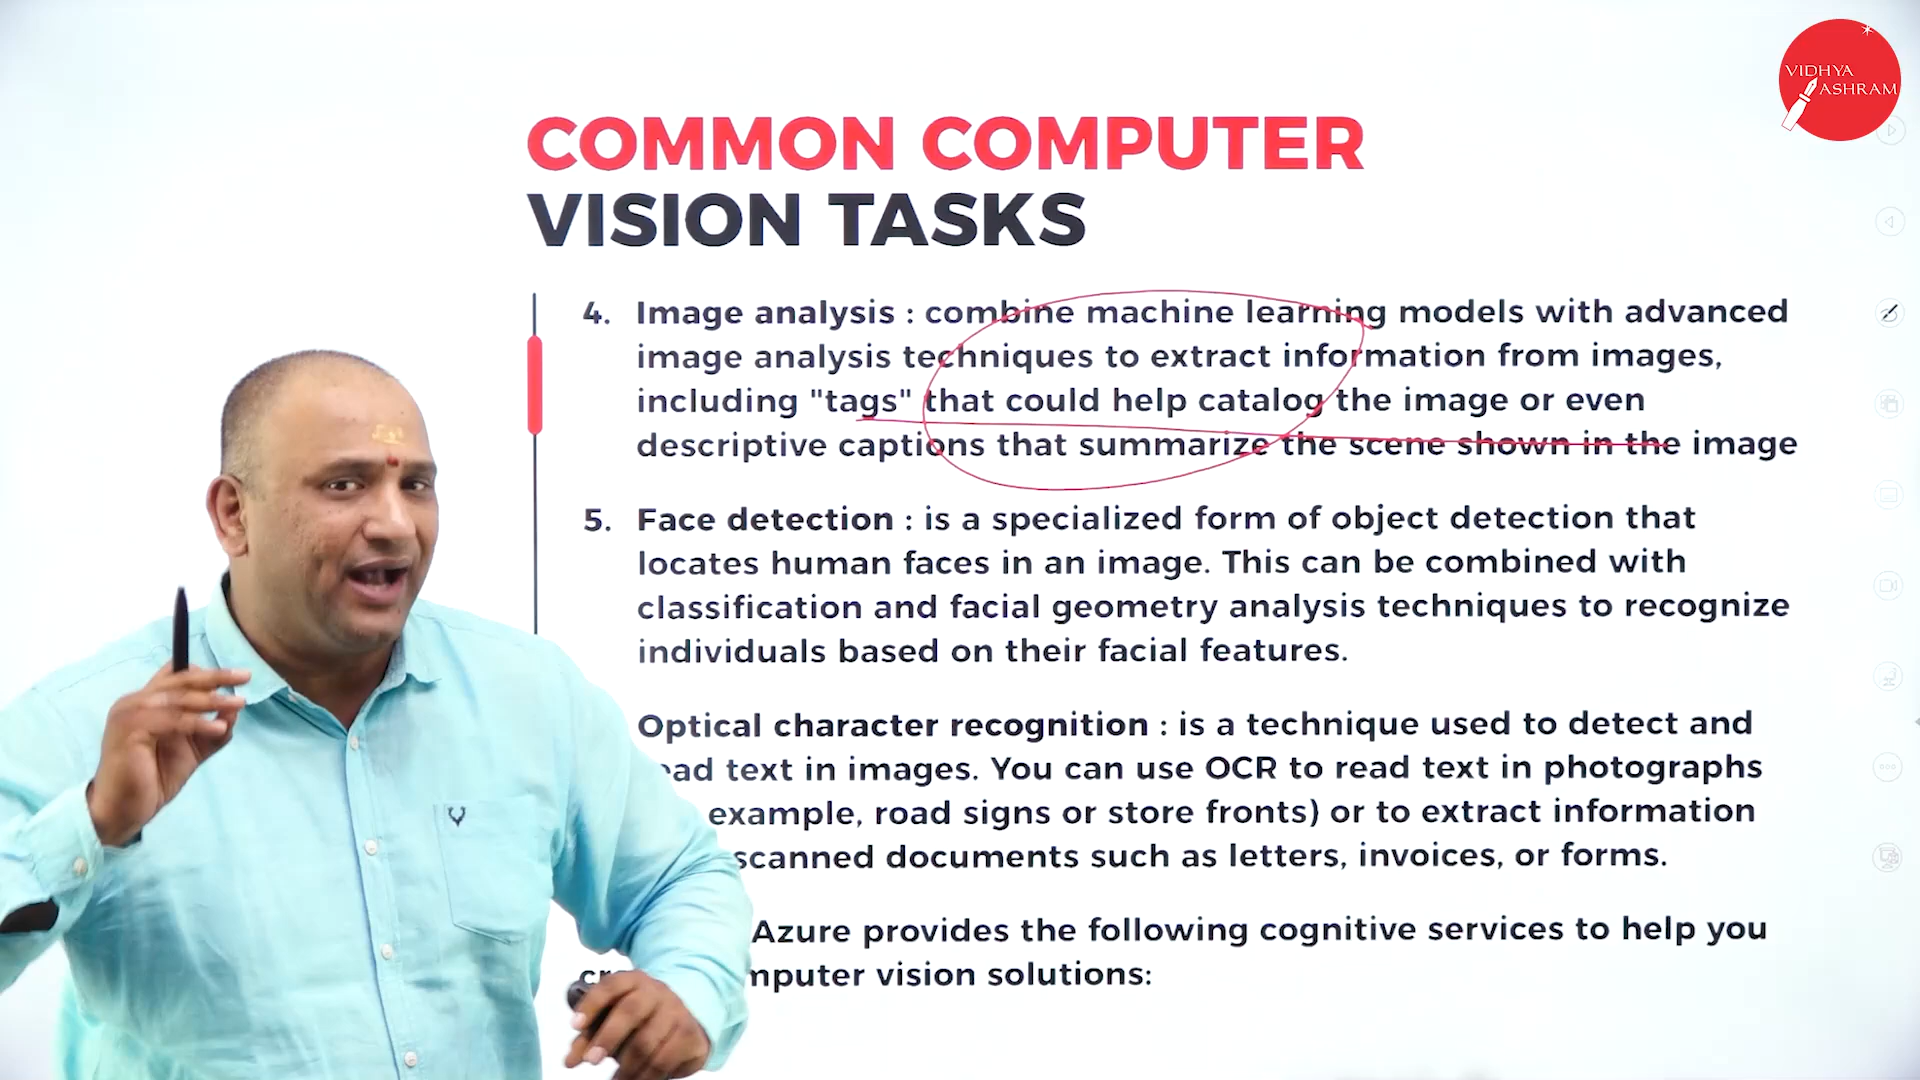 VIDHYA
ASHRAM
COMMON COMPUTER
VISION TASKS
4. Image analysis : combine machine learning models with advanced
image analysis techniques to extract information from images,
including "tags" that could help catalog the image or even
descriptive captions that summarize the scene shown in the image
5. Face detection : is a specialized form of object detection that
locates human faces in an image. This can be combined with
classification and facial geometry analysis techniques to recognize
individuals based on their facial features.
Optical character recognition : is a technique used to detect and
text in images. You can use OCR to read text in photographs
example, road signs or store fronts) or to extract information
scanned documents such as letters, invoices, or forms.
Azure provides the following cognitive services to help you
vision solutions: